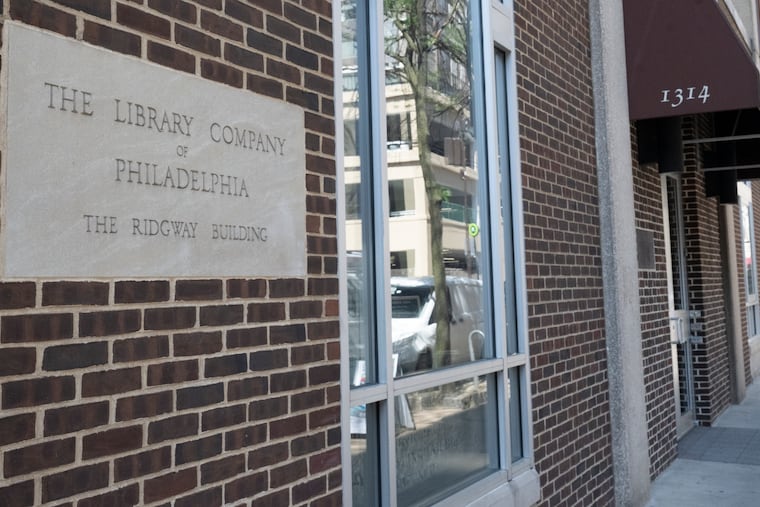 THE LIBRARY COMPANY
OF
PHILADELPHIA
THE RIDGWAY BUILDING
1314